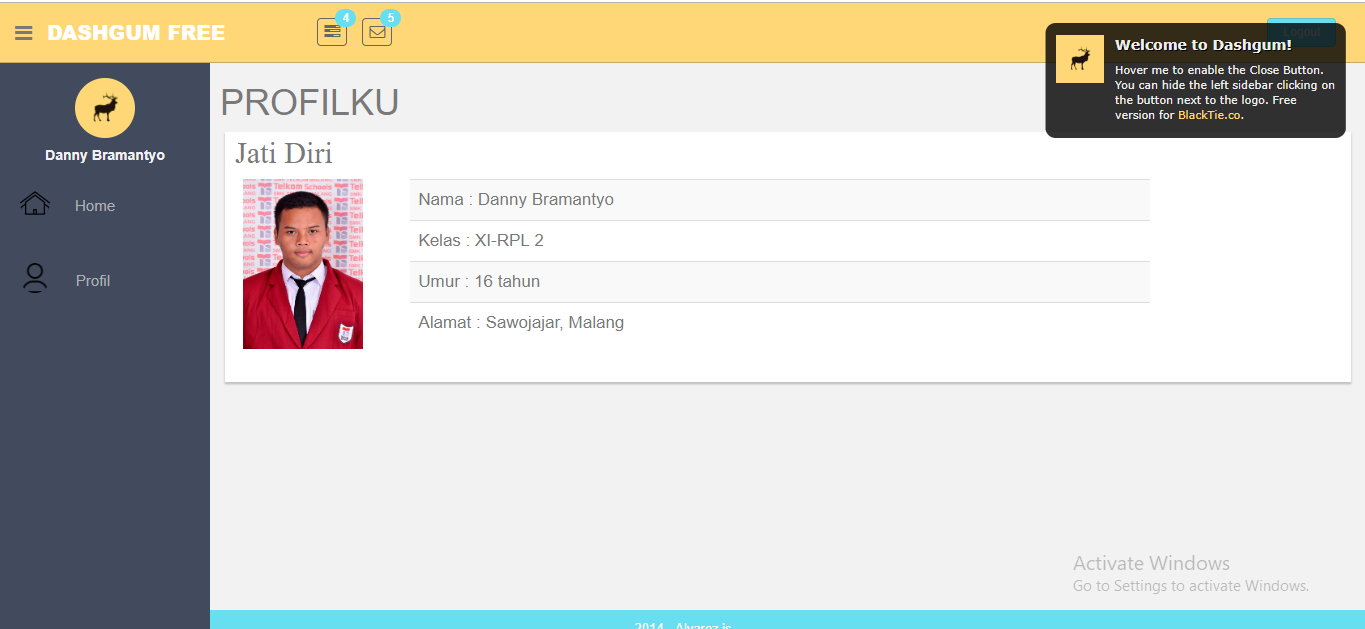 DASHGUM FREE
4
5
Logout
Welcome to Dashgum!
Hover me to enable the Close Button.
You can hide the left sidebar clicking on
the button next to the logo. Free
version for BlackTie.co.
Danny Bramantyo
Home
Profil
PROFILKU
Jati Diri
Telkom Schools
Nama : Danny Bramantyo
Kelas : XI-RPL 2
Umur : 16 tahun
Alamat : Sawojajar, Malang
Activate Windows
Go to Settings to activate Windows.
2014 - Alvarez.is